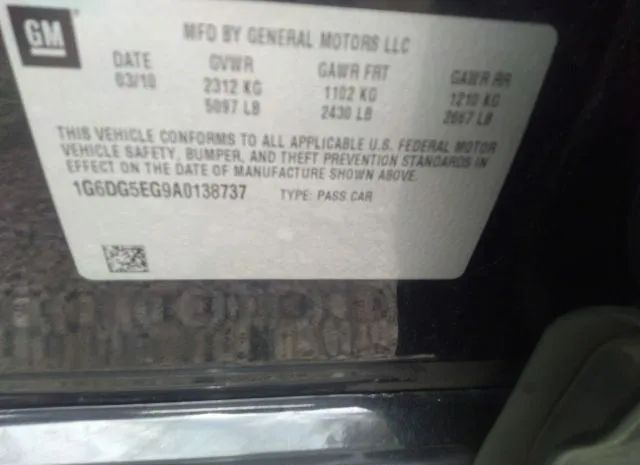 GM
MFD BY GENERAL MOTORS LLC
DATE GVWR GAWR FRT GAWR RR
03/10 2312 KG 1102 KG 1210 KG
5097 LB 2430 LB 2667 LB
THIS VEHICLE CONFORMS TO ALL APPLICABLE U.S. FEDERAL MOTOR
VEHICLE SAFETY, BUMPER, AND THEFT PREVENTION STANDARDS IN
EFFECT ON THE DATE OF MANUFACTURE SHOWN ABOVE.
1G6DG5EG9A0138737 TYPE: PASS CAR